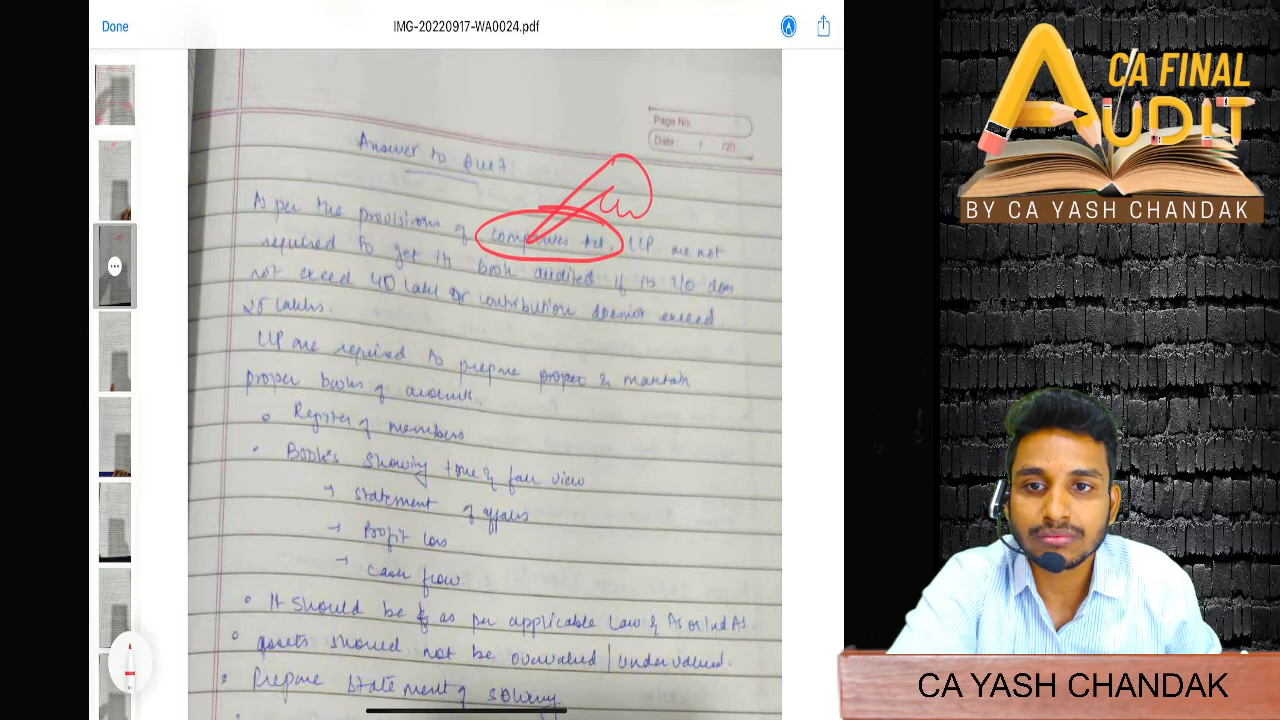 Done
IMG-20220917-WA0024.pdf
Page No.
Date : / /20
Answer to Ques 7
As per the provisions of Companies Act, LLP are not
required to get its book audited if its T/O does
not exceed 40 lakh or contribution does not exceed
25 lakhs.
LLP are required to prepare proper & maintain
proper books of accounts.
Register of members
Book's showing true & fair view
→ statement of affairs
→ Profit loss
→ cash flow.
It should be as per applicable law & AS or Ind AS.
assets should not be overvalued / undervalued.
Prepare statement of solvency
CA FINAL
AUDIT
BY CA YASH CHANDAK
CA YASH CHANDAK